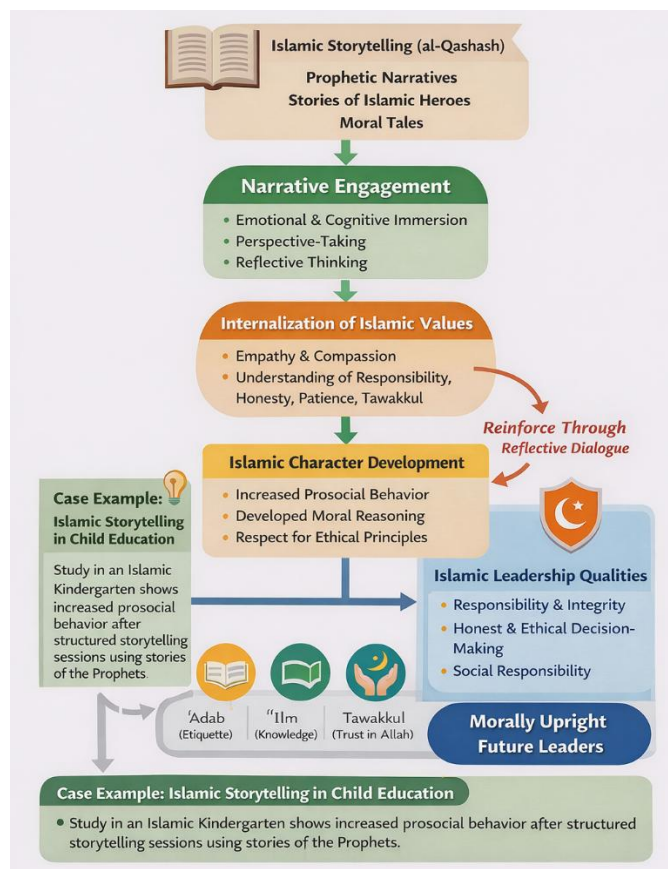 Islamic Storytelling (al-Qashash)
Prophetic Narratives
Stories of Islamic Heroes
Moral Tales
Narrative Engagement
• Emotional & Cognitive Immersion
• Perspective-Taking
• Reflective Thinking
Internalization of Islamic Values
• Empathy & Compassion
• Understanding of Responsibility,
Honesty, Patience, Tawakkul
Reinforce Through
Reflective Dialogue
Islamic Character Development
• Increased Prosocial Behavior
• Developed Moral Reasoning
• Respect for Ethical Principles
Case Example:
Islamic Storytelling
in Child Education
Study in an Islamic
Kindergarten shows
increased prosocial
behavior after
structured storytelling
sessions using stories
of the Prophets.
Islamic Leadership Qualities
• Responsibility & Integrity
• Honest & Ethical Decision-
Making
• Social Responsibility
'Adab
(Etiquette)
"Ilm
(Knowledge)
Tawakkul
(Trust in Allah)
Morally Upright
Future Leaders
Case Example: Islamic Storytelling in Child Education
• Study in an Islamic Kindergarten shows increased prosocial behavior after structured
storytelling sessions using stories of the Prophets.